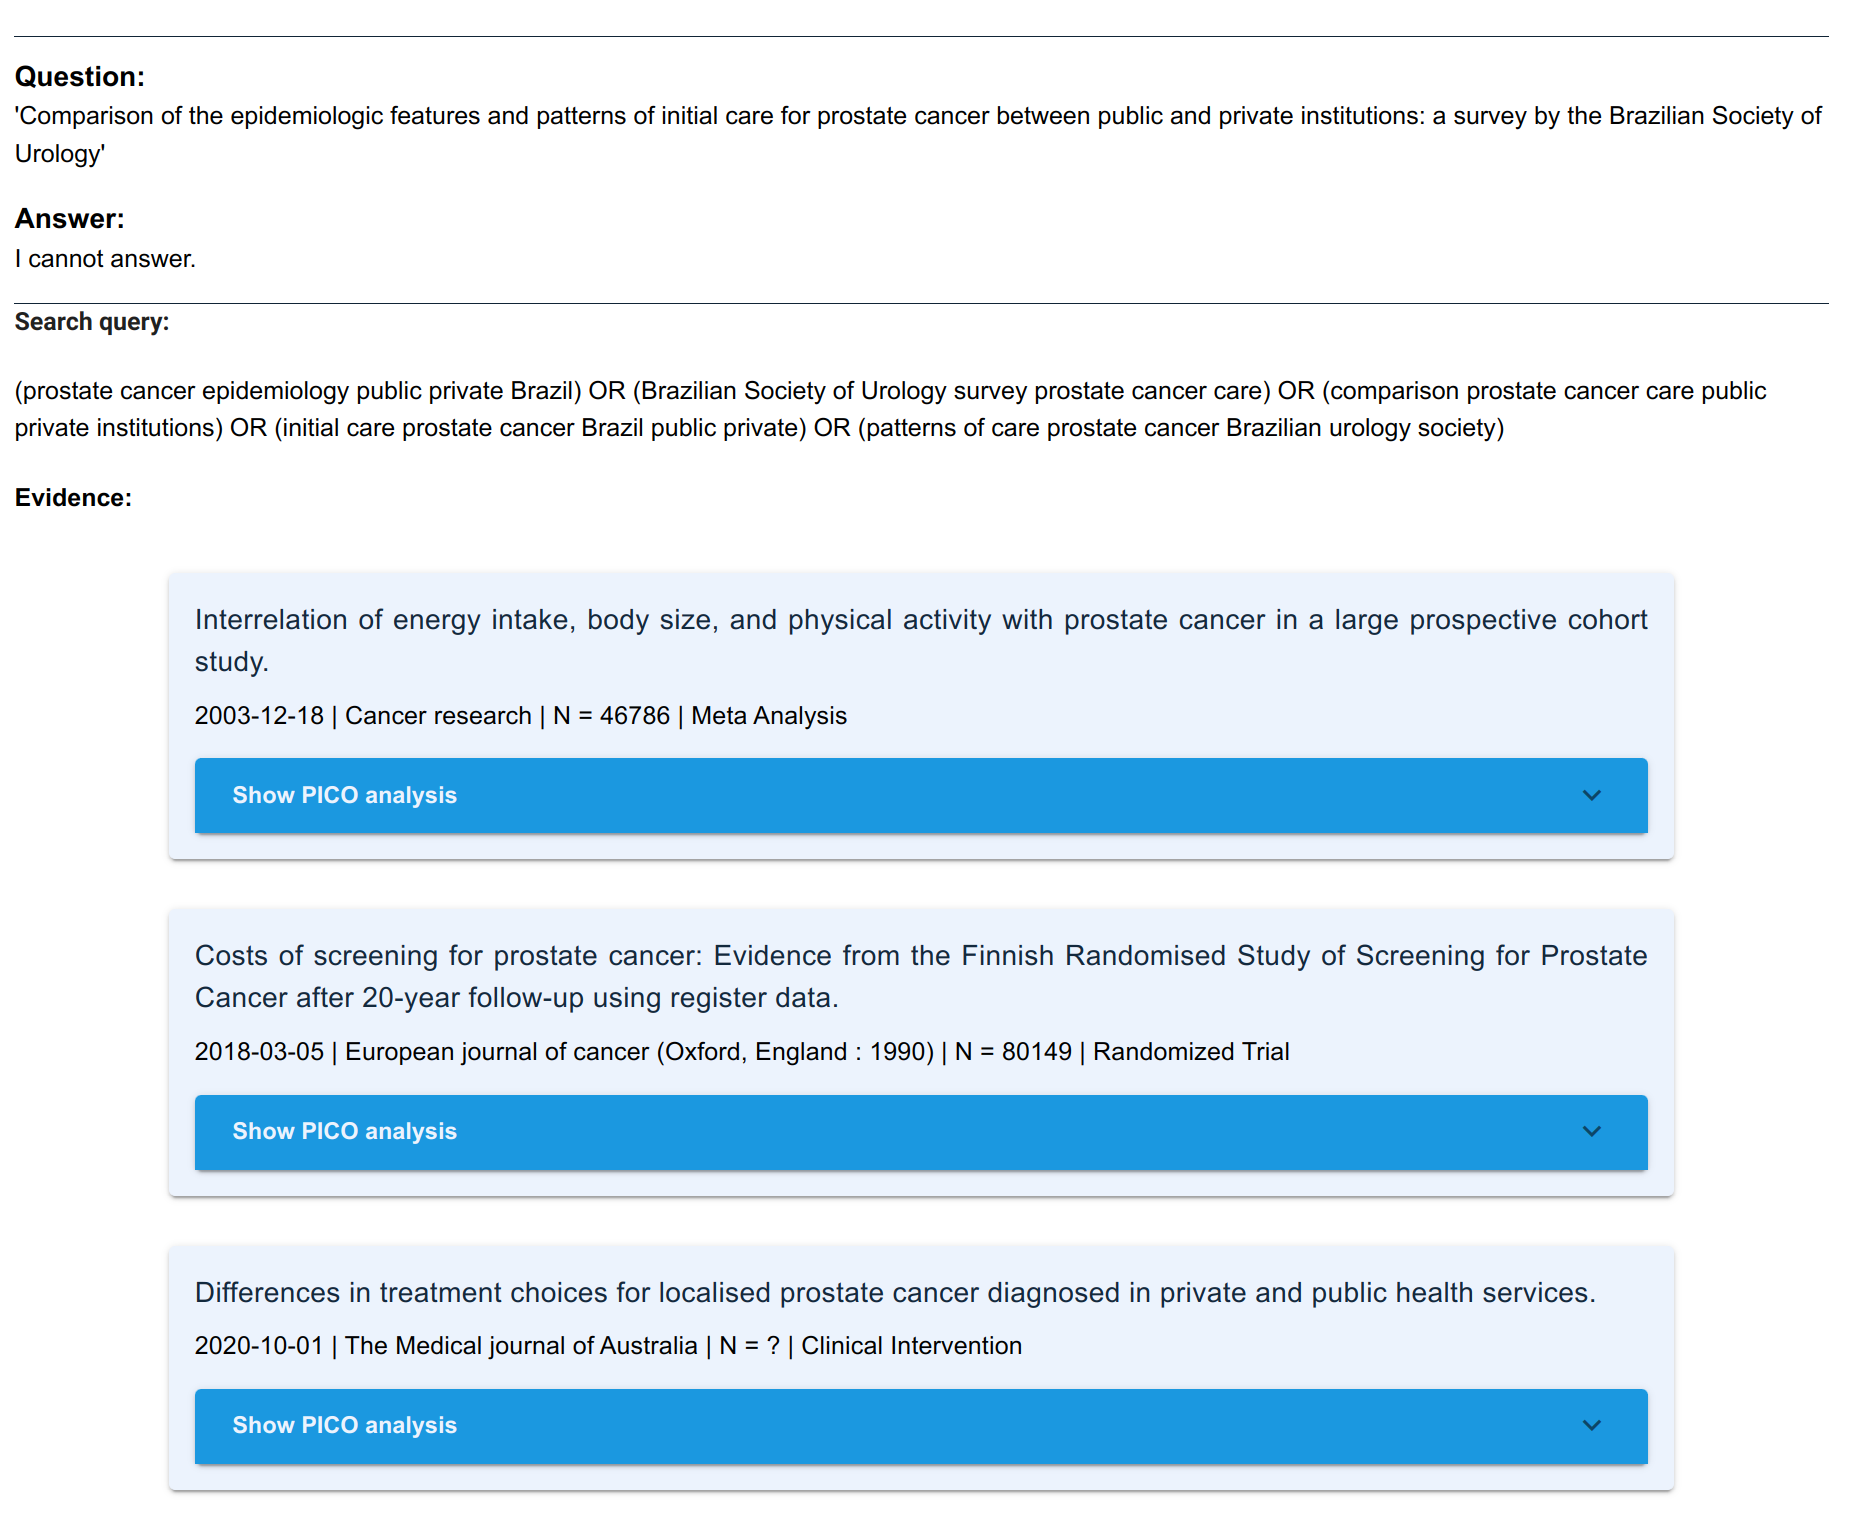 Question:
'Comparison of the epidemiologic features and patterns of initial care for prostate cancer between public and private institutions: a survey by the Brazilian Society of
Urology'
Answer:
I cannot answer.
Search query:
(prostate cancer epidemiology public private Brazil) OR (Brazilian Society of Urology survey prostate cancer care) OR (comparison prostate cancer care public
private institutions) OR (initial care prostate cancer Brazil public private) OR (patterns of care prostate cancer Brazilian urology society)
Evidence:
Interrelation of energy intake, body size, and physical activity with prostate cancer in a large prospective cohort
study.
2003-12-18 | Cancer research | N = 46786 | Meta Analysis
Show PICO analysis
Costs of screening for prostate cancer: Evidence from the Finnish Randomised Study of Screening for Prostate
Cancer after 20-year follow-up using register data.
2018-03-05 | European journal of cancer (Oxford, England : 1990) | N = 80149 | Randomized Trial
Show PICO analysis
Differences in treatment choices for localised prostate cancer diagnosed in private and public health services.
2020-10-01 | The Medical journal of Australia | N = ? | Clinical Intervention
Show PICO analysis